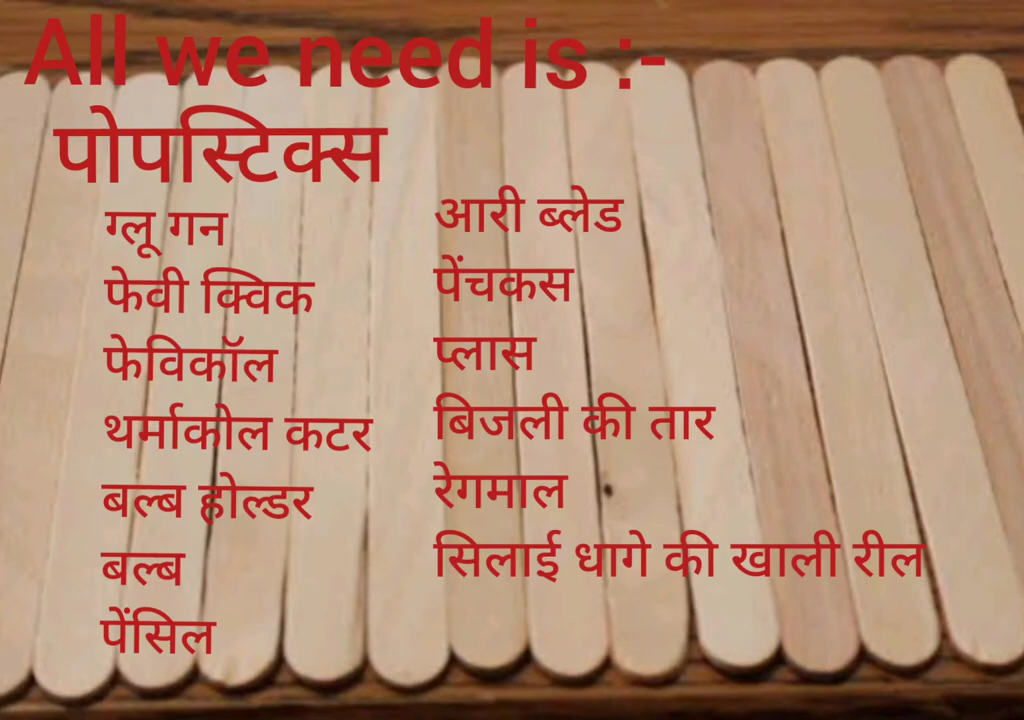 All we need is :-
पोपस्टिक्स
ग्लू गन
फेवी क्विक
फेविकॉल
थर्माकोल कटर
बल्ब होल्डर
बल्ब
पेंसिल
आरी ब्लेड
पेंचकस
प्लास
बिजली की तार
रेगमाल
सिलाई धागे की खाली रील